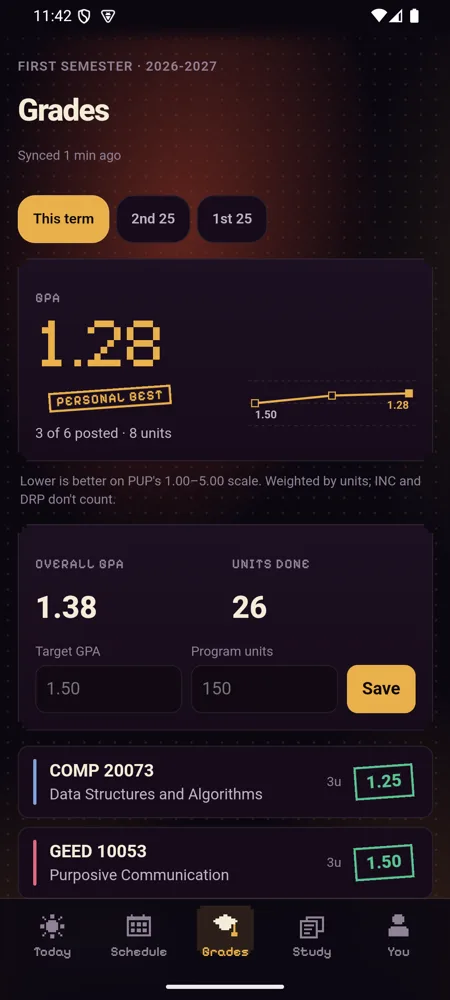 11:42
FIRST SEMESTER · 2026-2027
Grades
Synced 1 min ago
This term
2nd 25
1st 25
GPA
1.28
PERSONAL BEST
3 of 6 posted · 8 units
1.50
1.28
Lower is better on PUP's 1.00–5.00 scale. Weighted by units; INC and
DRP don't count.
OVERALL GPA
UNITS DONE
1.38
26
Target GPA
Program units
1.50
150
Save
COMP 20073
Data Structures and Algorithms
3u
1.25
GEED 10053
Purposive Communication
3u
1.50
Today
Schedule
Grades
Study
You